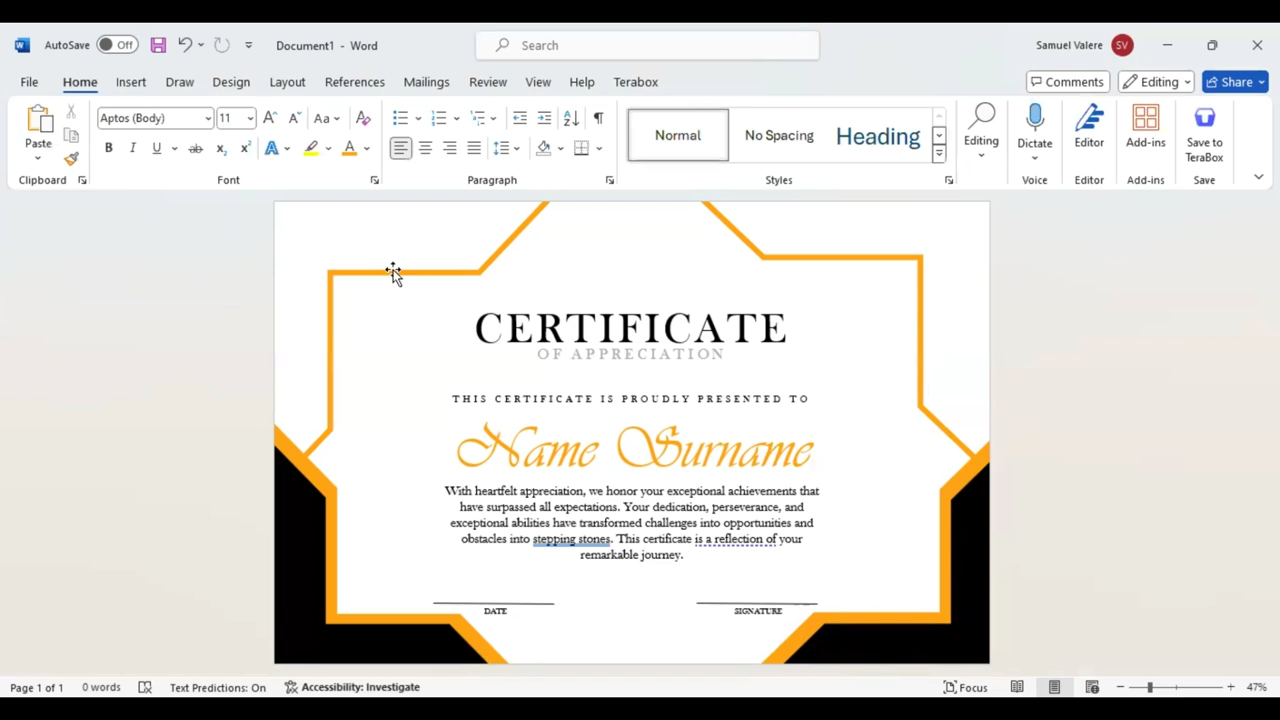 AutoSave Off Document1 - Word Search Samuel Valere SV
File Home Insert Draw Design Layout References Mailings Review View Help Terabox Comments Editing Share
Paste Aptos (Body) 11 A A Aa A Normal No Spacing Heading Editing Dictate Editor Add-ins Save to TeraBox
B I U ab x2 x2 A A
Clipboard Font Paragraph Styles Voice Editor Add-ins Save
CERTIFICATE
OF APPRECIATION
THIS CERTIFICATE IS PROUDLY PRESENTED TO
Name Surname
With heartfelt appreciation, we honor your exceptional achievements that
have surpassed all expectations. Your dedication, perseverance, and
exceptional abilities have transformed challenges into opportunities and
obstacles into stepping stones. This certificate is a reflection of your
remarkable journey.
DATE SIGNATURE
Page 1 of 1 0 words Text Predictions: On Accessibility: Investigate Focus 47%